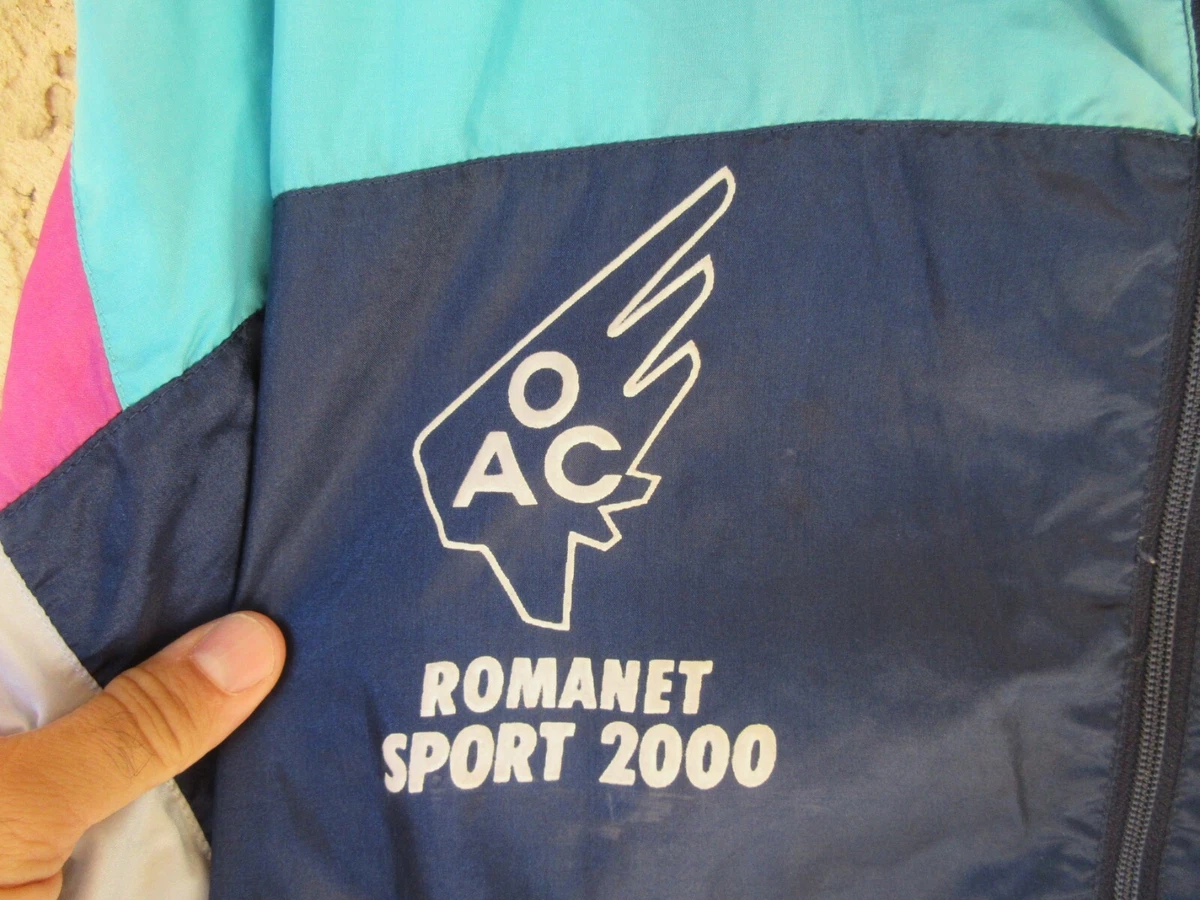 O
AC
ROMANET
SPORT 2000